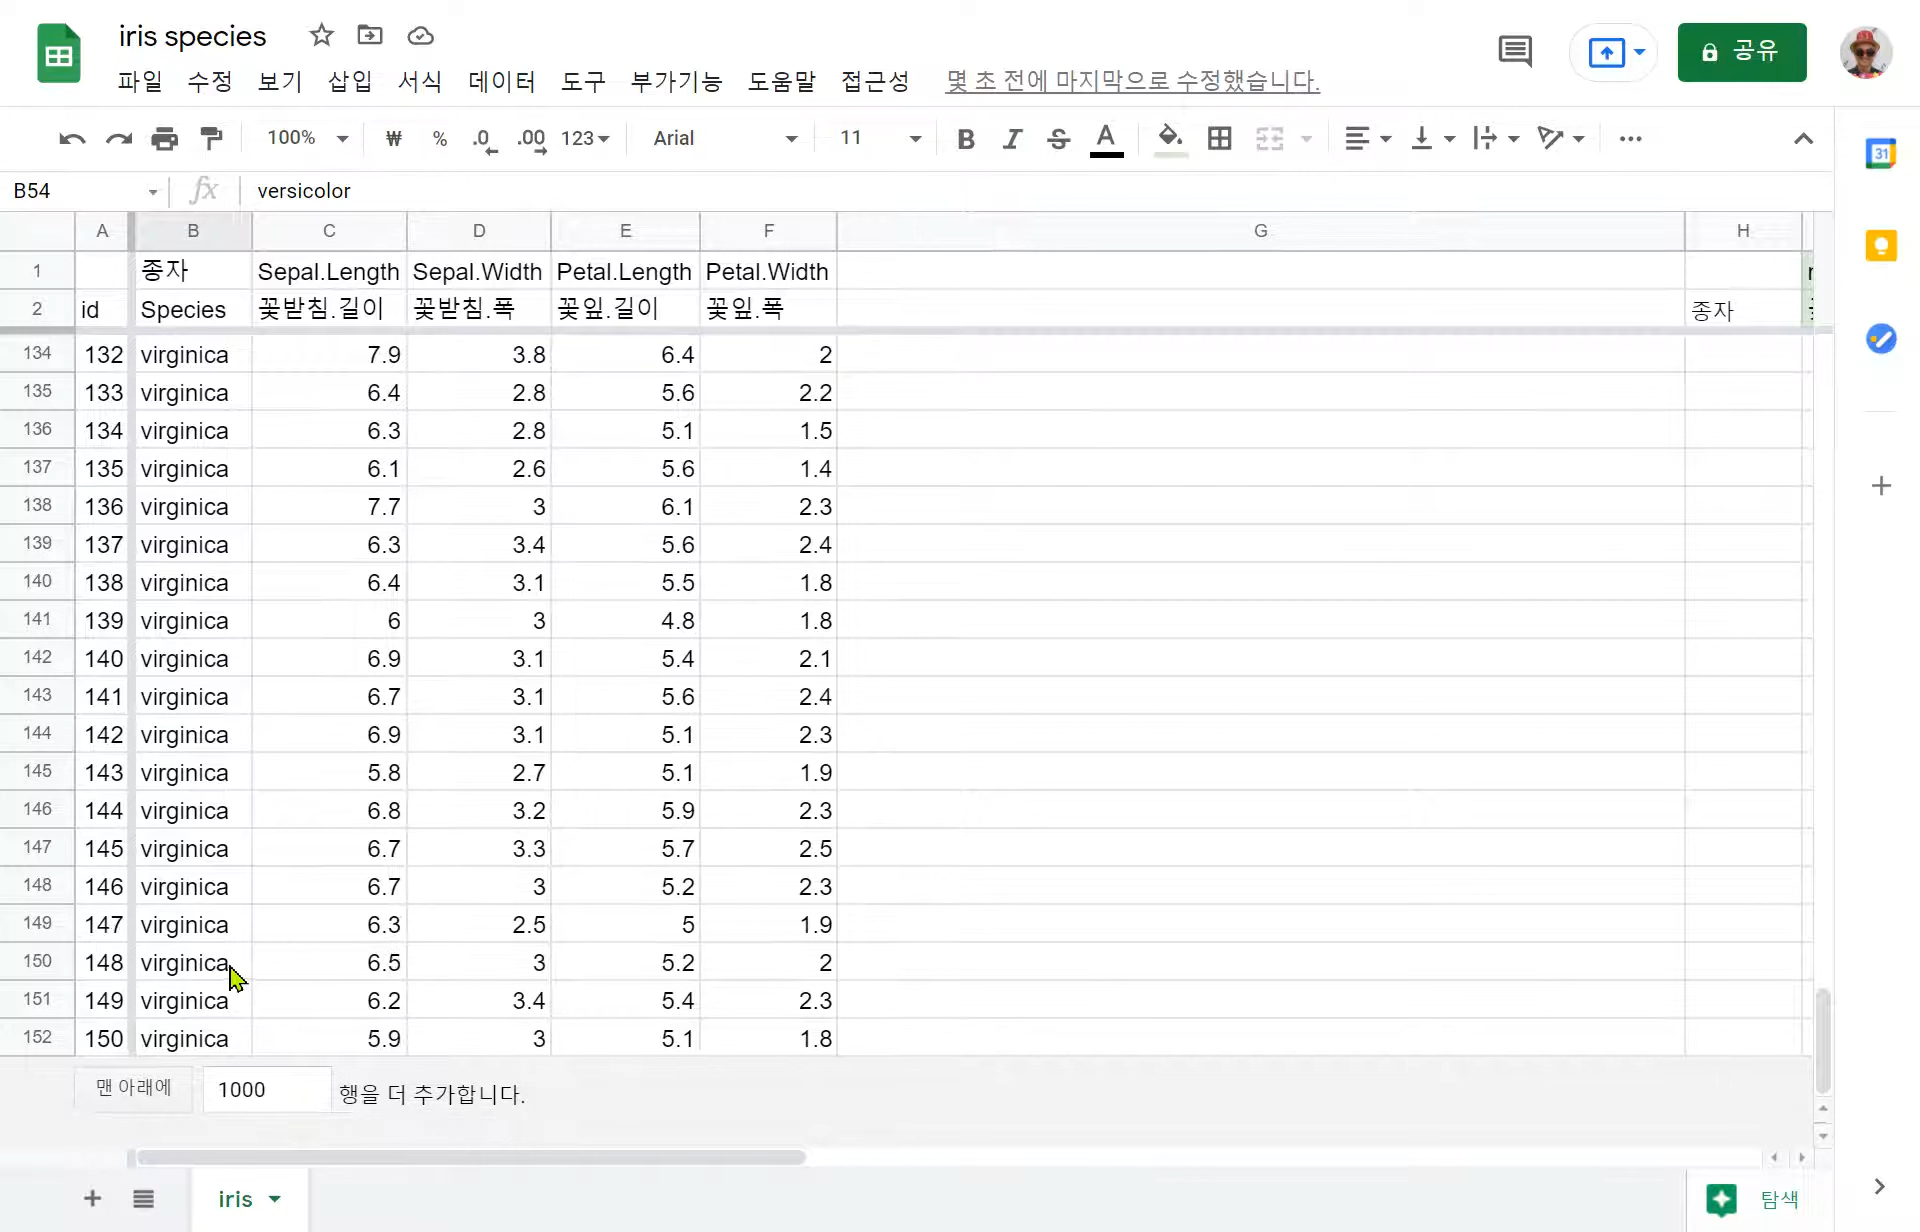 iris species
파일 수정 보기 삽입 서식 데이터 도구 부가기능 도움말 접근성 몇 초 전에 마지막으로 수정했습니다.
공유
100% ₩ % .0 .00 123 Arial 11 B I S A
31
B54 fx versicolor
A B C D E F G H
1 종자 Sepal.Length Sepal.Width Petal.Length Petal.Width
2 id Species 꽃받침.길이 꽃받침.폭 꽃잎.길이 꽃잎.폭 종자
134 132 virginica 7.9 3.8 6.4 2
135 133 virginica 6.4 2.8 5.6 2.2
136 134 virginica 6.3 2.8 5.1 1.5
137 135 virginica 6.1 2.6 5.6 1.4
138 136 virginica 7.7 3 6.1 2.3
139 137 virginica 6.3 3.4 5.6 2.4
140 138 virginica 6.4 3.1 5.5 1.8
141 139 virginica 6 3 4.8 1.8
142 140 virginica 6.9 3.1 5.4 2.1
143 141 virginica 6.7 3.1 5.6 2.4
144 142 virginica 6.9 3.1 5.1 2.3
145 143 virginica 5.8 2.7 5.1 1.9
146 144 virginica 6.8 3.2 5.9 2.3
147 145 virginica 6.7 3.3 5.7 2.5
148 146 virginica 6.7 3 5.2 2.3
149 147 virginica 6.3 2.5 5 1.9
150 148 virginica 6.5 3 5.2 2
151 149 virginica 6.2 3.4 5.4 2.3
152 150 virginica 5.9 3 5.1 1.8
맨 아래에 1000 행을 더 추가합니다.
iris
탐색